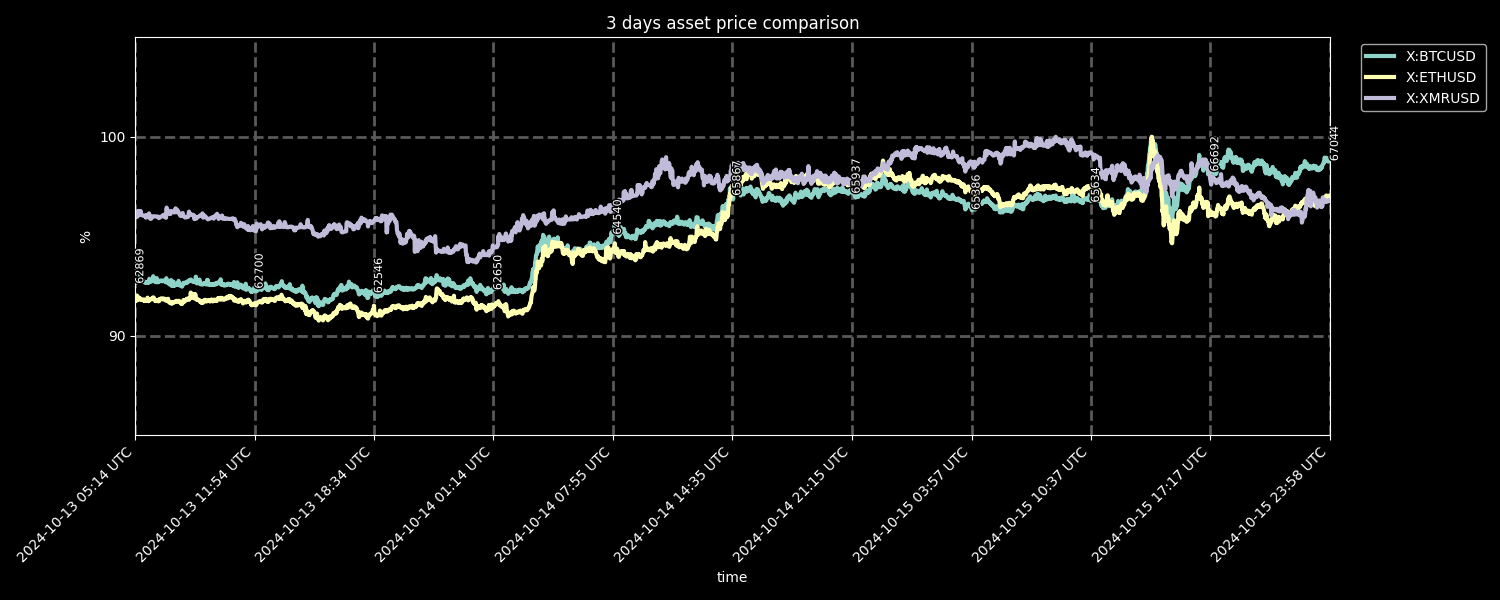 3 days asset price comparison
X:BTCUSD
X:ETHUSD
X:XMRUSD
100
90
%
62869
62700
62546
62650
64540
65867
65937
65386
65634
66692
67044
2024-10-13 05:14 UTC
2024-10-13 11:54 UTC
2024-10-13 18:34 UTC
2024-10-14 01:14 UTC
2024-10-14 07:55 UTC
2024-10-14 14:35 UTC
2024-10-14 21:15 UTC
2024-10-15 03:57 UTC
2024-10-15 10:37 UTC
2024-10-15 17:17 UTC
2024-10-15 23:58 UTC
time